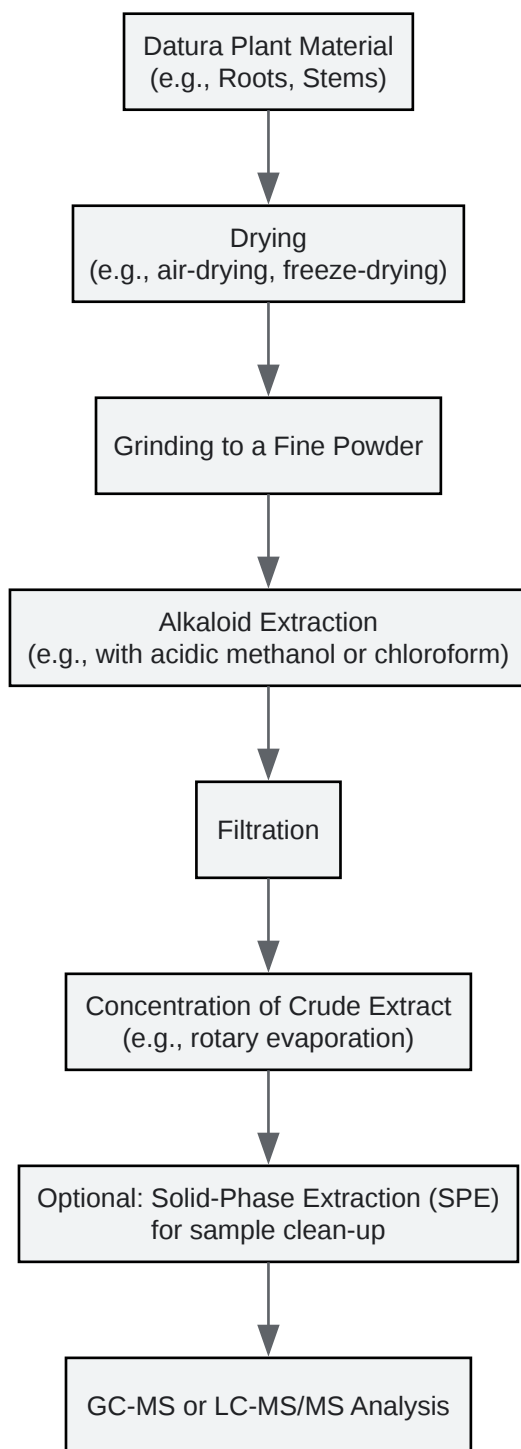 Datura Plant Material
(e.g., Roots, Stems)
Drying
(e.g., air-drying, freeze-drying)
Grinding to a Fine Powder
Alkaloid Extraction
(e.g., with acidic methanol or chloroform)
Filtration
Concentration of Crude Extract
(e.g., rotary evaporation)
Optional: Solid-Phase Extraction (SPE)
for sample clean-up
GC-MS or LC-MS/MS Analysis